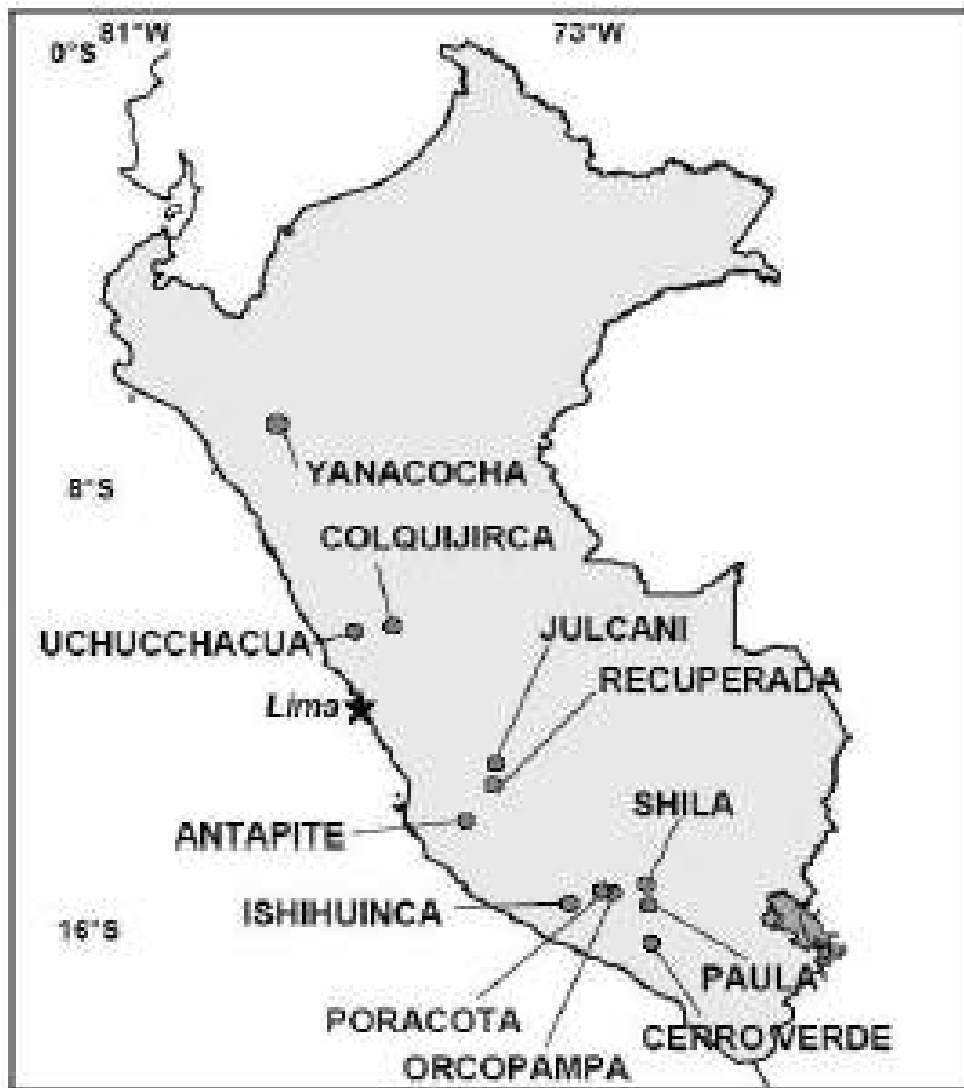 81°W 73°W
0°S
YANACOCHA
8°S
COLQUIJIRCA
UCHUCCHACUA
JULCANI
RECUPERADA
Lima
SHILA
ANTAPITE
ISHIHUINCA
16°S
PAULA
PORACOTA
CERRO VERDE
ORCOPAMPA